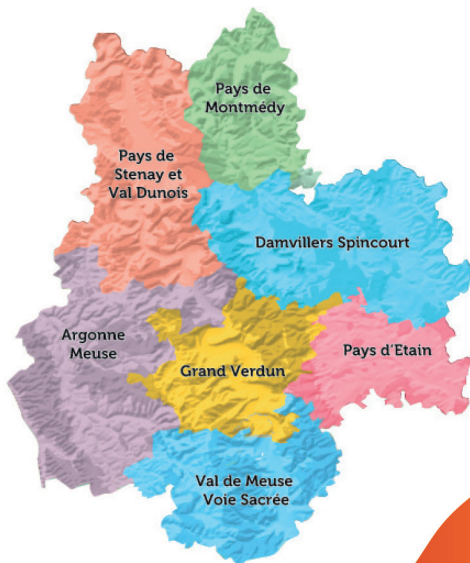 Pays de
Montmédy
Pays de
Stenay et
Val Dunois
Damvillers Spincourt
Argonne
Meuse
Pays d'Etain
Grand Verdun
Val de Meuse
Voie Sacrée